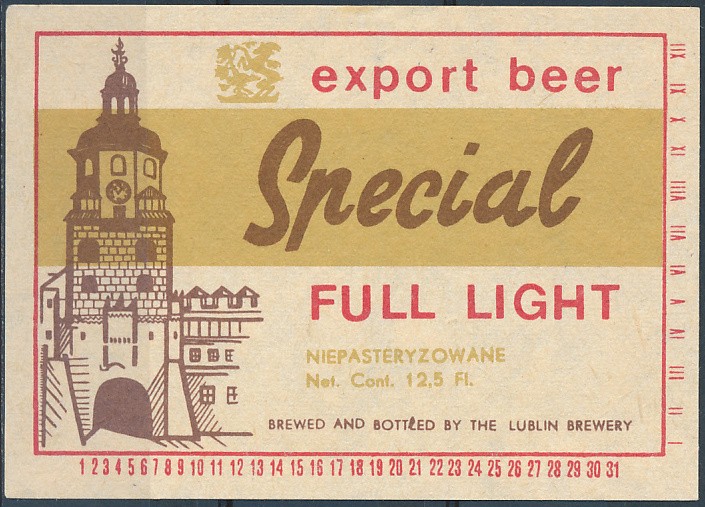 export beer
Special
FULL LIGHT
NIEPASTERYZOWANE
Net. Cont. 12,5 Fl.
BREWED AND BOTTLED BY THE LUBLIN BREWERY
1 2 3 4 5 6 7 8 9 10 11 12 13 14 15 16 17 18 19 20 21 22 23 24 25 26 27 28 29 30 31
I II III IV V VI VII VIII IX X XI XII